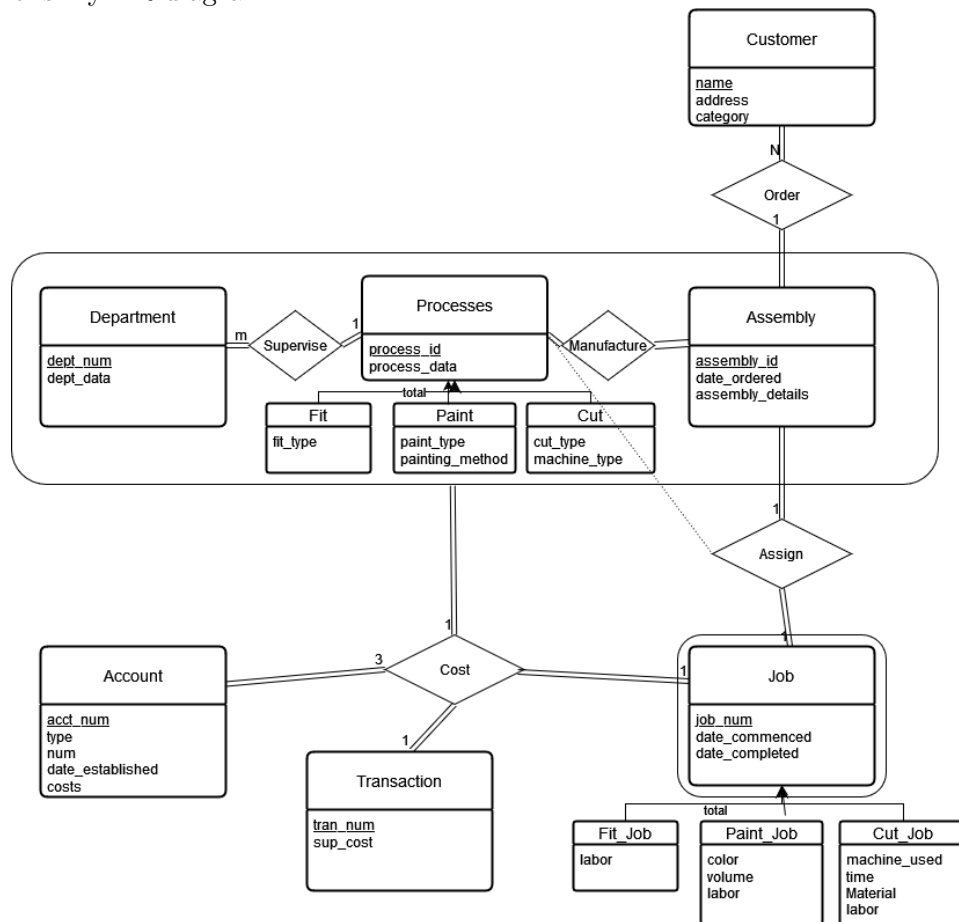 Customer
name
address
category
N
Order
1
Department
dept_num
dept_data
m
Supervise
1
Processes
process_id
process_data
Manufacture
Assembly
assembly_id
date_ordered
assembly_details
total
Fit
fit_type
Paint
paint_type
painting_method
Cut
cut_type
machine_type
1
Assign
1
1
Cost
3
1
1
Account
acct_num
type
num
date_established
costs
Transaction
tran_num
sup_cost
Job
job_num
date_commenced
date_completed
total
Fit_Job
labor
Paint_Job
color
volume
labor
Cut_Job
machine_used
time
Material
labor